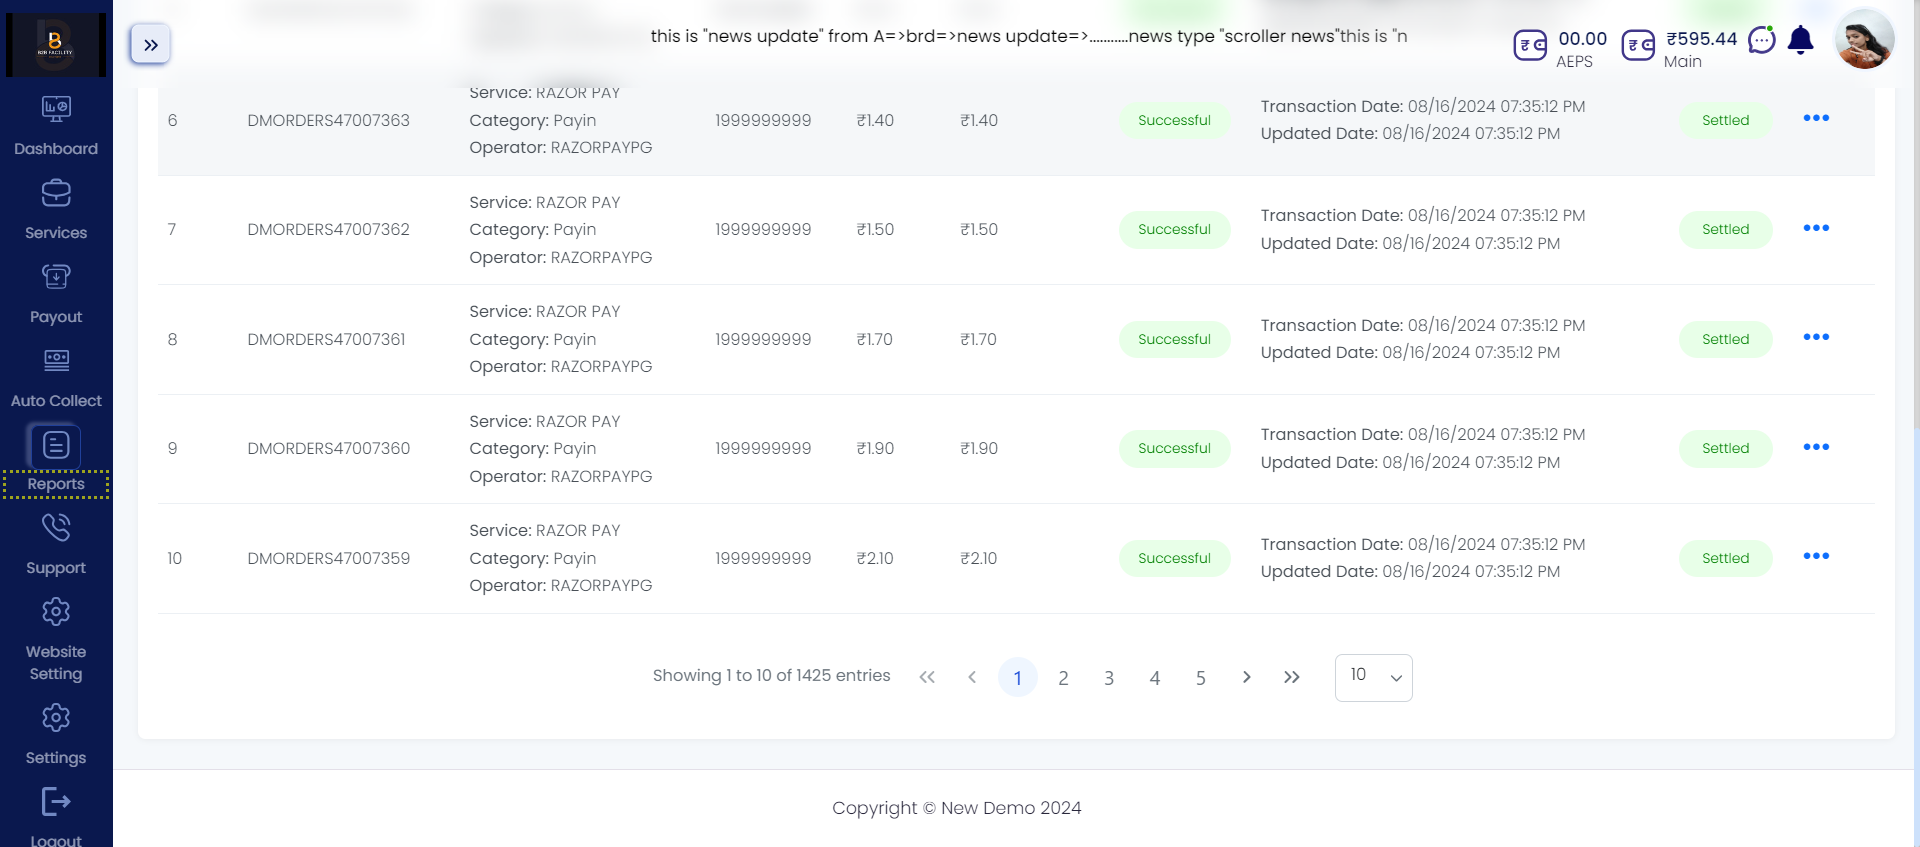 B2B FACILITY
this is "news update" from A=>brd=>news update=>...........news type "scroller news"this is "n
00.00
AEPS
₹595.44
Main
Dashboard
Services
Payout
Auto Collect
Reports
Support
Website
Setting
Settings
Logout
Service: RAZOR PAY
6 DMORDERS47007363 Category: Payin 1999999999 ₹1.40 ₹1.40 Successful Transaction Date: 08/16/2024 07:35:12 PM Settled
Operator: RAZORPAYPG Updated Date: 08/16/2024 07:35:12 PM
Service: RAZOR PAY
7 DMORDERS47007362 Category: Payin 1999999999 ₹1.50 ₹1.50 Successful Transaction Date: 08/16/2024 07:35:12 PM Settled
Operator: RAZORPAYPG Updated Date: 08/16/2024 07:35:12 PM
Service: RAZOR PAY
8 DMORDERS47007361 Category: Payin 1999999999 ₹1.70 ₹1.70 Successful Transaction Date: 08/16/2024 07:35:12 PM Settled
Operator: RAZORPAYPG Updated Date: 08/16/2024 07:35:12 PM
Service: RAZOR PAY
9 DMORDERS47007360 Category: Payin 1999999999 ₹1.90 ₹1.90 Successful Transaction Date: 08/16/2024 07:35:12 PM Settled
Operator: RAZORPAYPG Updated Date: 08/16/2024 07:35:12 PM
Service: RAZOR PAY
10 DMORDERS47007359 Category: Payin 1999999999 ₹2.10 ₹2.10 Successful Transaction Date: 08/16/2024 07:35:12 PM Settled
Operator: RAZORPAYPG Updated Date: 08/16/2024 07:35:12 PM
Showing 1 to 10 of 1425 entries 1 2 3 4 5 10
Copyright © New Demo 2024